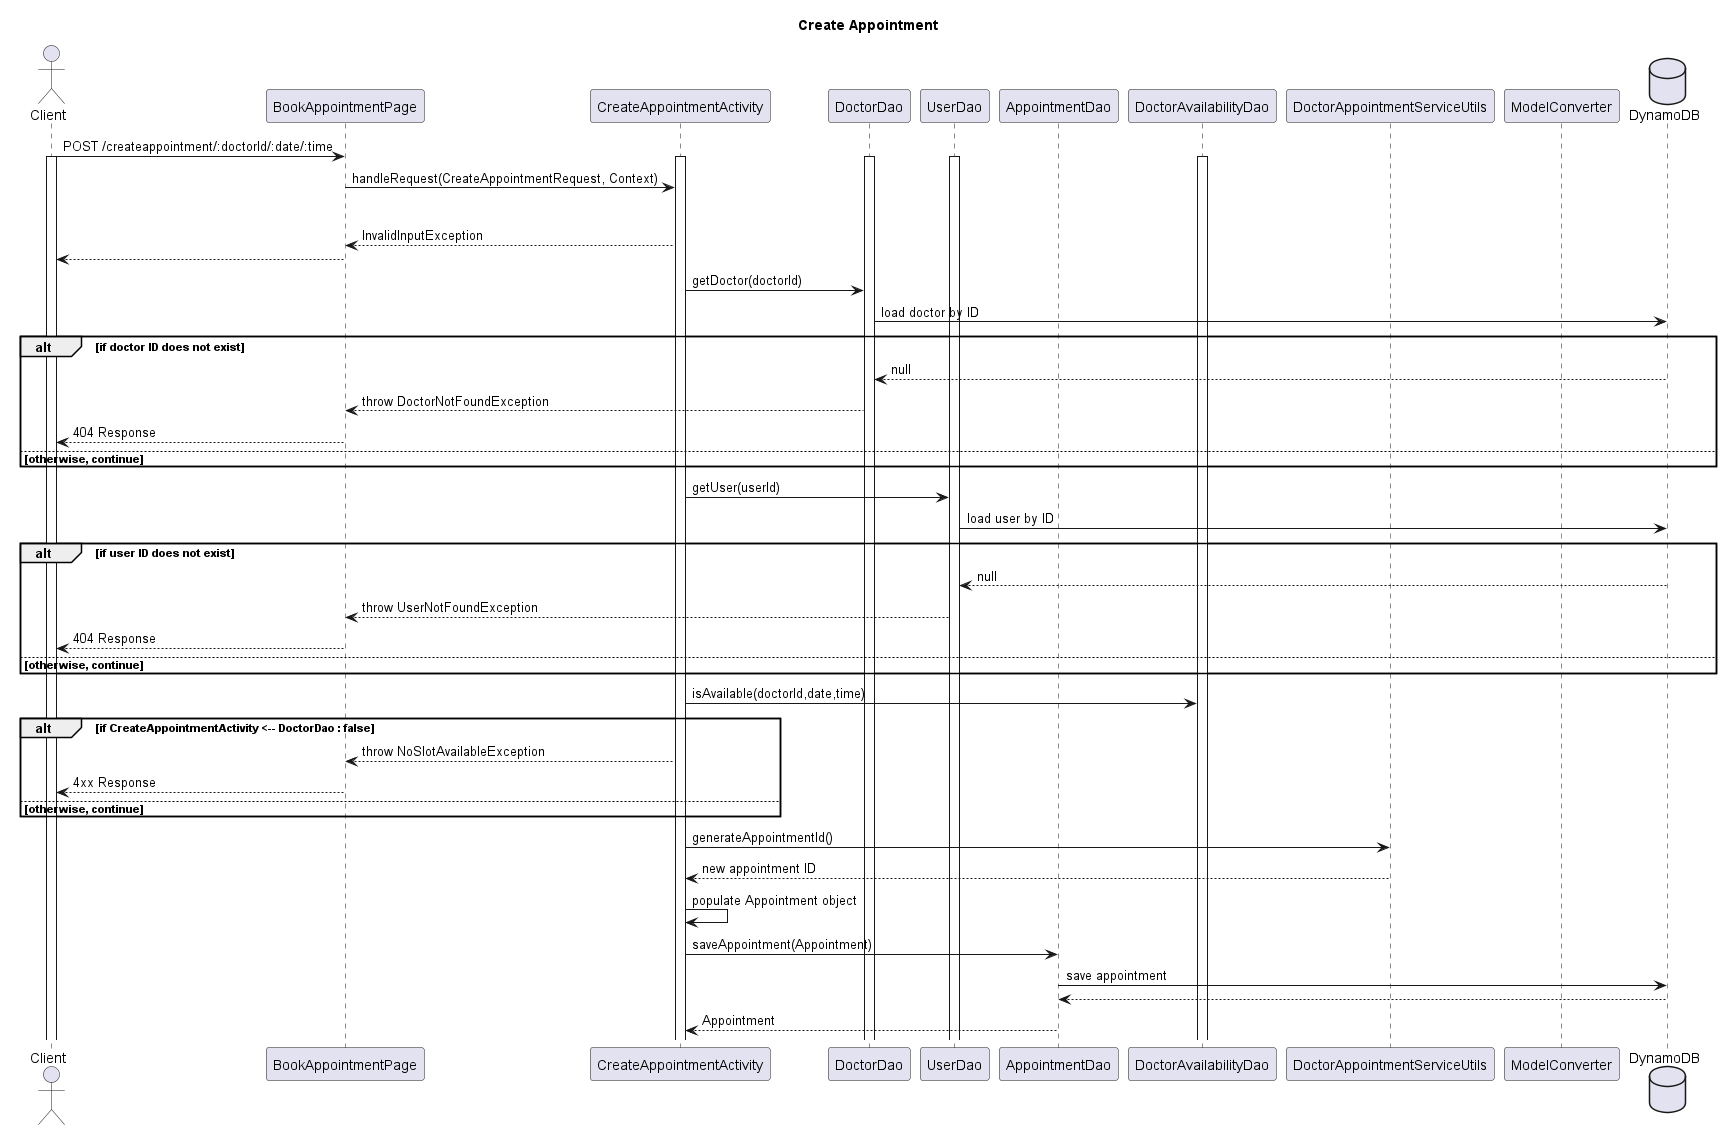 Create Appointment
Client
BookAppointmentPage
CreateAppointmentActivity
DoctorDao
UserDao
AppointmentDao
DoctorAvailabilityDao
DoctorAppointmentServiceUtils
ModelConverter
DynamoDB
POST /createappointment/:doctorId/:date/:time
handleRequest(CreateAppointmentRequest, Context)
InvalidInputException
getDoctor(doctorId)
load doctor by ID
alt [if doctor ID does not exist]
null
throw DoctorNotFoundException
404 Response
[otherwise, continue]
getUser(userId)
load user by ID
alt [if user ID does not exist]
null
throw UserNotFoundException
404 Response
[otherwise, continue]
isAvailable(doctorId,date,time)
alt [if CreateAppointmentActivity <-- DoctorDao : false]
throw NoSlotAvailableException
4xx Response
[otherwise, continue]
generateAppointmentId()
new appointment ID
populate Appointment object
saveAppointment(Appointment)
save appointment
Appointment
Client
BookAppointmentPage
CreateAppointmentActivity
DoctorDao
UserDao
AppointmentDao
DoctorAvailabilityDao
DoctorAppointmentServiceUtils
ModelConverter
DynamoDB